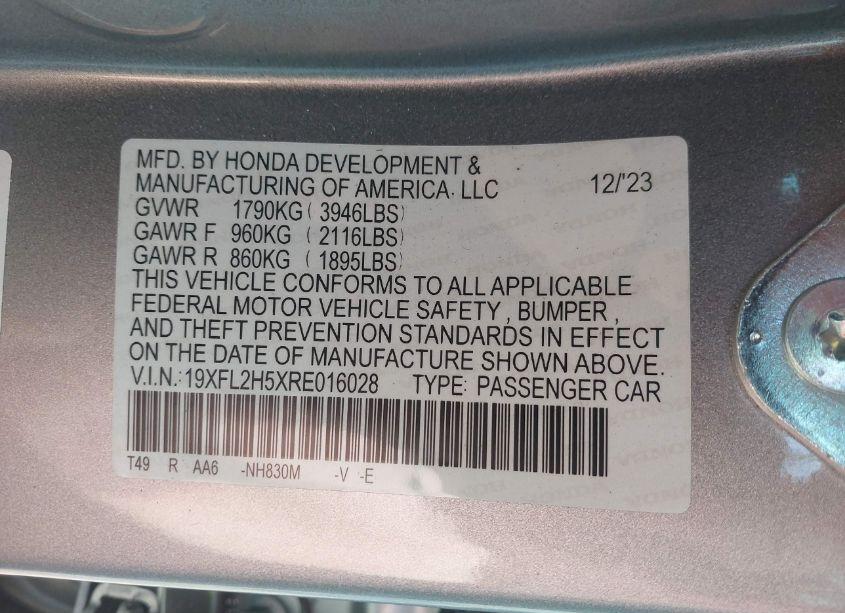 MFD. BY HONDA DEVELOPMENT &
MANUFACTURING OF AMERICA, LLC 12/'23
GVWR 1790KG ( 3946LBS)
GAWR F 960KG ( 2116LBS)
GAWR R 860KG ( 1895LBS)
THIS VEHICLE CONFORMS TO ALL APPLICABLE
FEDERAL MOTOR VEHICLE SAFETY , BUMPER ,
AND THEFT PREVENTION STANDARDS IN EFFECT
ON THE DATE OF MANUFACTURE SHOWN ABOVE.
V.I.N.:19XFL2H5XRE016028 TYPE: PASSENGER CAR
T49 R AA6 -NH830M -V -E